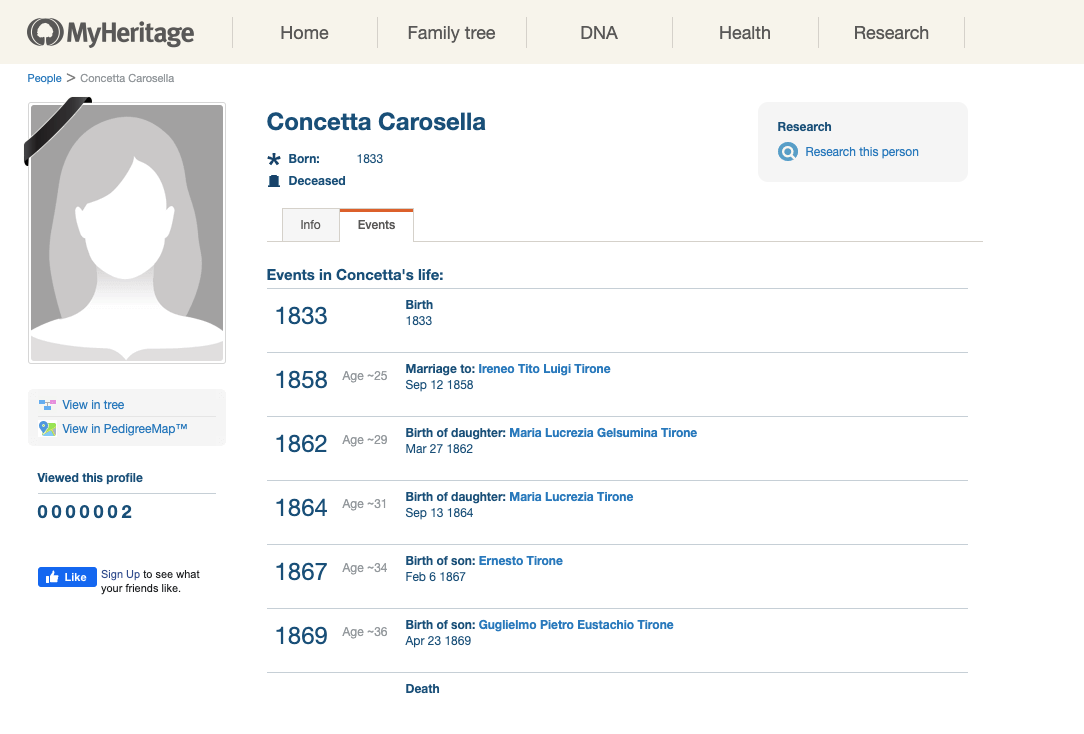 MyHeritage
Home
Family tree
DNA
Health
Research
People > Concetta Carosella
Concetta Carosella
Born: 1833
Deceased
Research
Research this person
Info
Events
Events in Concetta's life:
1833
Birth
1833
1858 Age ~25
Marriage to: Ireneo Tito Luigi Tirone
Sep 12 1858
1862 Age ~29
Birth of daughter: Maria Lucrezia Gelsumina Tirone
Mar 27 1862
1864 Age ~31
Birth of daughter: Maria Lucrezia Tirone
Sep 13 1864
1867 Age ~34
Birth of son: Ernesto Tirone
Feb 6 1867
1869 Age ~36
Birth of son: Guglielmo Pietro Eustachio Tirone
Apr 23 1869
Death
View in tree
View in PedigreeMap™
Viewed this profile
0000002
Like
Sign Up to see what
your friends like.